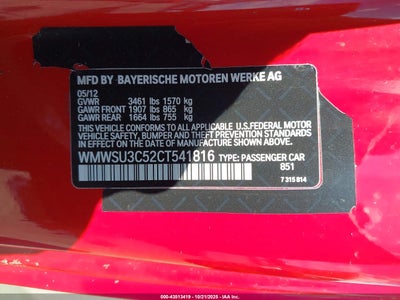 MFD BY BAYERISCHE MOTOREN WERKE AG
05/12
GVWR 3461 lbs 1570 kg
GAWR FRONT 1907 lbs 865 kg
GAWR REAR 1664 lbs 755 kg
THIS VEHICLE CONFORMS TO ALL APPLICABLE U.S.FEDERAL MOTOR
VEHICLE SAFETY, BUMPER AND THEFT PREVENTION STANDARDS
IN EFFECT ON THE DATE OF MANUFACTURE SHOWN ABOVE.
WMWSU3C52CT541816 TYPE: PASSENGER CAR
851
7 315 814
000-43513419 - 10/21/2025 - IAA Inc.